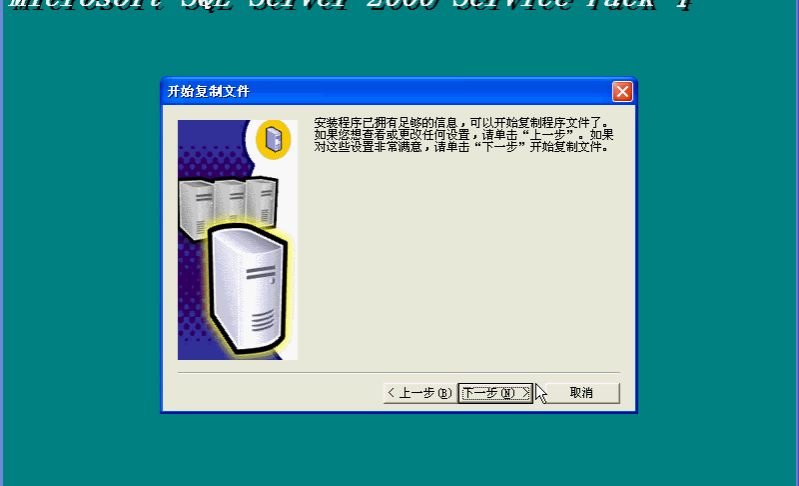 Microsoft SQL Server 2000 Service Pack 4
开始复制文件
安装程序已拥有足够的信息，可以开始复制程序文件了。
如果您想查看或更改任何设置，请单击“上一步”。如果
对这些设置非常满意，请单击“下一步”开始复制文件。
< 上一步(B) 下一步(N) > 取消